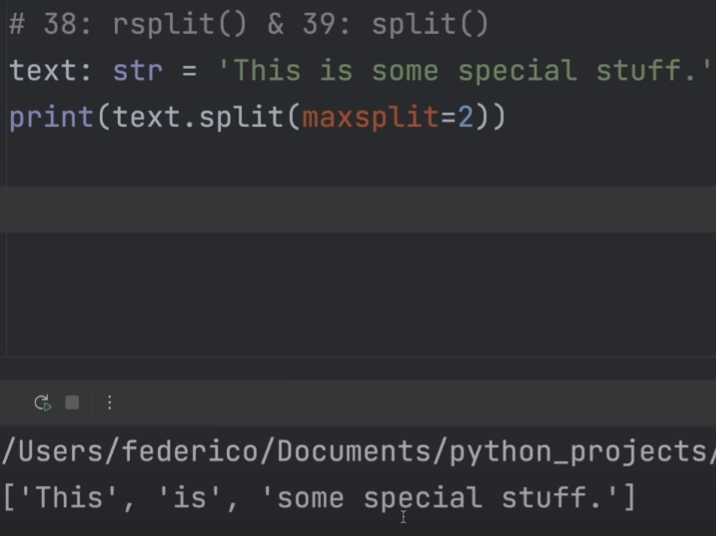 # 38: rsplit() & 39: split()
text: str = 'This is some special stuff.'
print(text.split(maxsplit=2))
/Users/federico/Documents/python_projects/
['This', 'is', 'some special stuff.']